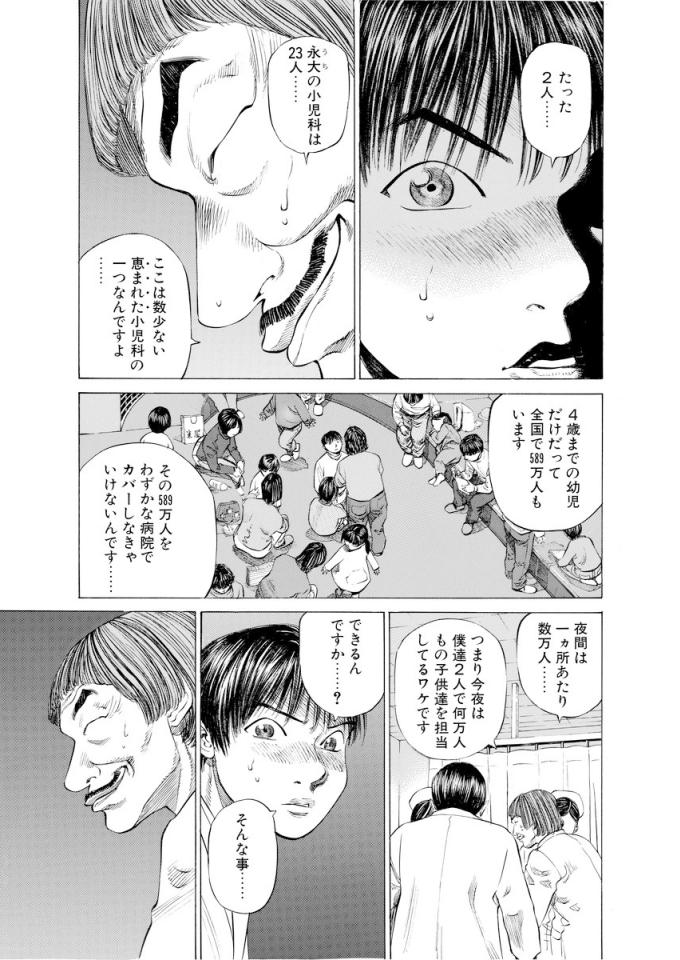 たった
2人……
永大の小児科は
うち
23人……
ここは数少ない
恵まれた小児科の
一つなんですよ
……
4歳までの幼児
だけだって
全国で589万人も
います
その589万人を
わずかな病院で
カバーしなきゃ
いけないんです……
夜間は
一ヵ所あたり
数万人……
つまり今夜は
僕達2人で何万人
もの子供達を担当
してるワケです
できるん
ですか……?
そんな事……